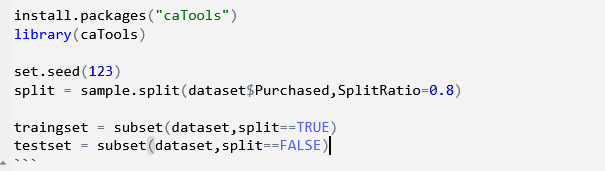 install.packages("caTools")
library(caTools)
set.seed(123)
split = sample.split(dataset$Purchased,SplitRatio=0.8)
traingset = subset(dataset,split==TRUE)
testset = subset(dataset,split==FALSE)
```